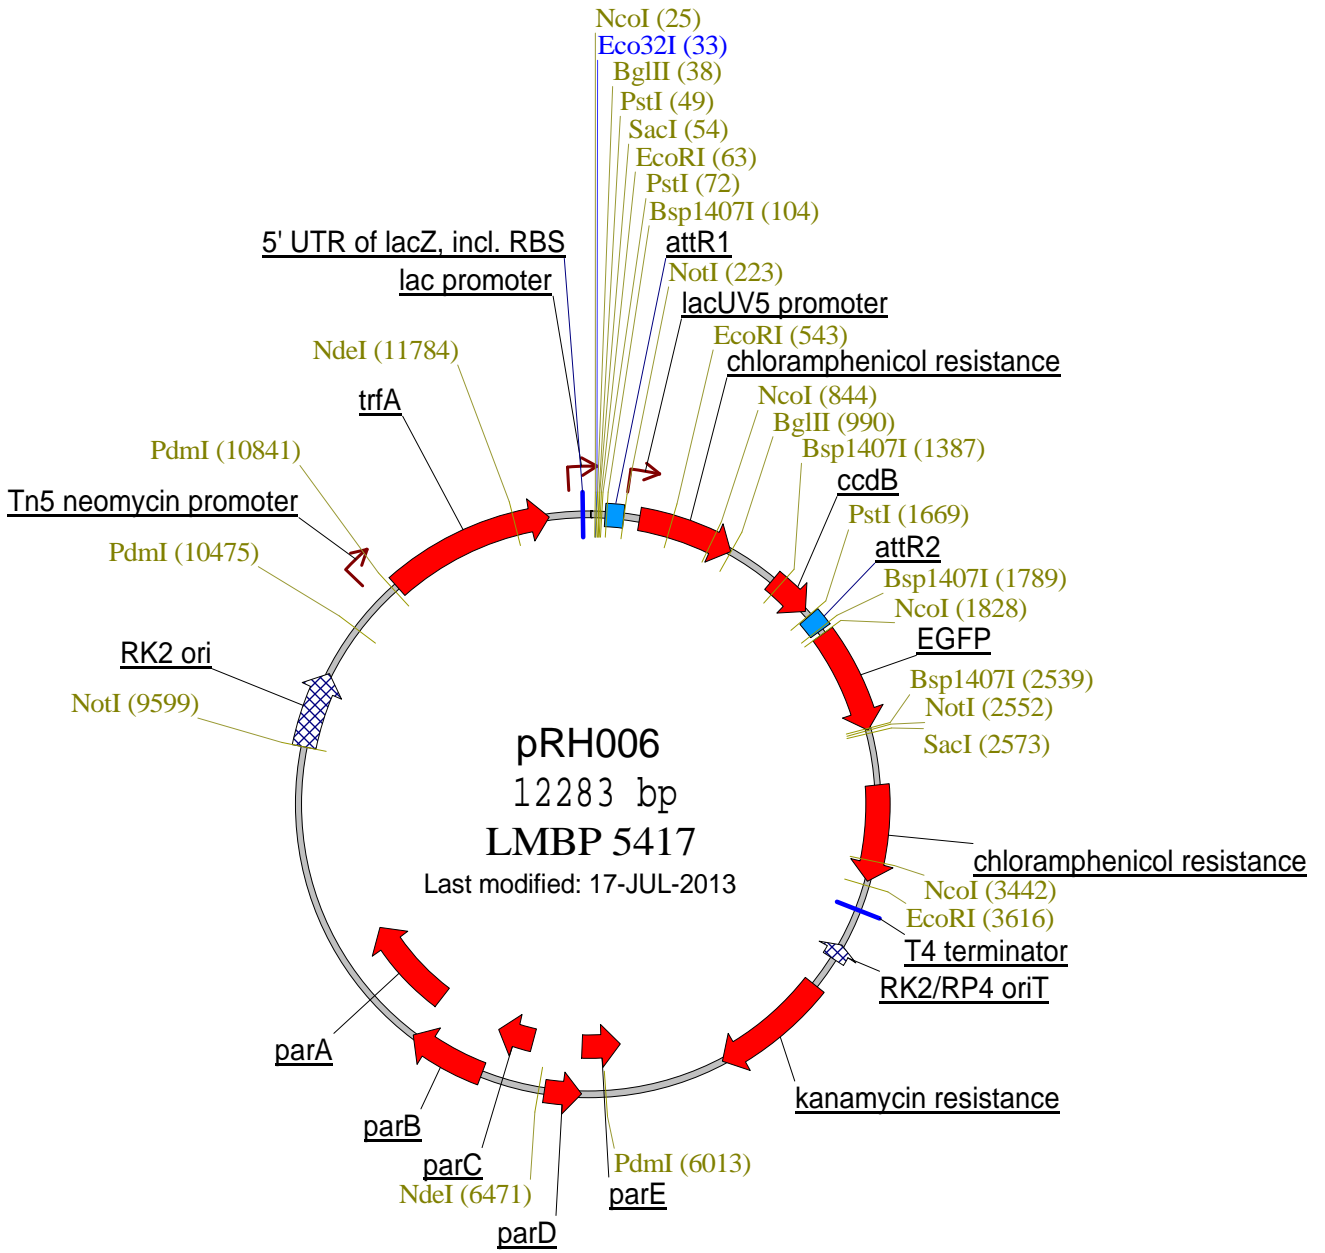 NcoI (25)
Eco32I (33)
BglII (38)
PstI (49)
SacI (54)
EcoRI (63)
PstI (72)
Bsp1407I (104)
5' UTR of lacZ, incl. RBS
attR1
lac promoter
NotI (223)
lacUV5 promoter
EcoRI (543)
NdeI (11784)
chloramphenicol resistance
trfA
NcoI (844)
BglII (990)
PdmI (10841)
Bsp1407I (1387)
ccdB
Tn5 neomycin promoter
PstI (1669)
attR2
PdmI (10475)
Bsp1407I (1789)
NcoI (1828)
EGFP
RK2 ori
Bsp1407I (2539)
NotI (9599)
NotI (2552)
SacI (2573)
pRH006
12283 bp
LMBP 5417
Last modified: 17-JUL-2013
chloramphenicol resistance
NcoI (3442)
EcoRI (3616)
T4 terminator
RK2/RP4 oriT
parA
kanamycin resistance
parB
parC
PdmI (6013)
NdeI (6471)
parE
parD